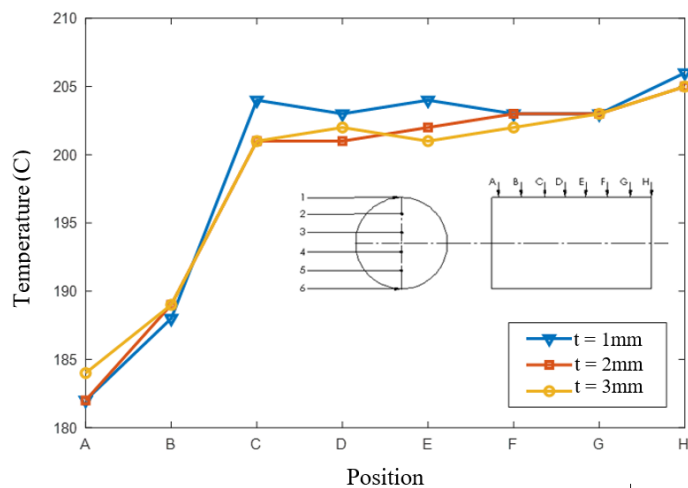 210
205
200
195
190
185
180
Temperature (C)
A B C D E F G H
1
2
3
4
5
6
A B C D E F G H
t = 1mm
t = 2mm
t = 3mm
Position